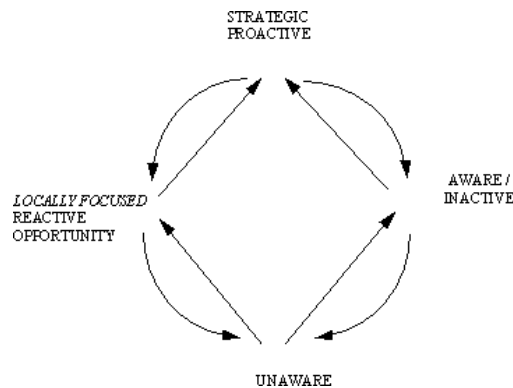 STRATEGIC
PROACTIVE
LOCALLY FOCUSED
REACTIVE
OPPORTUNITY
AWARE /
INACTIVE
UNAWARE